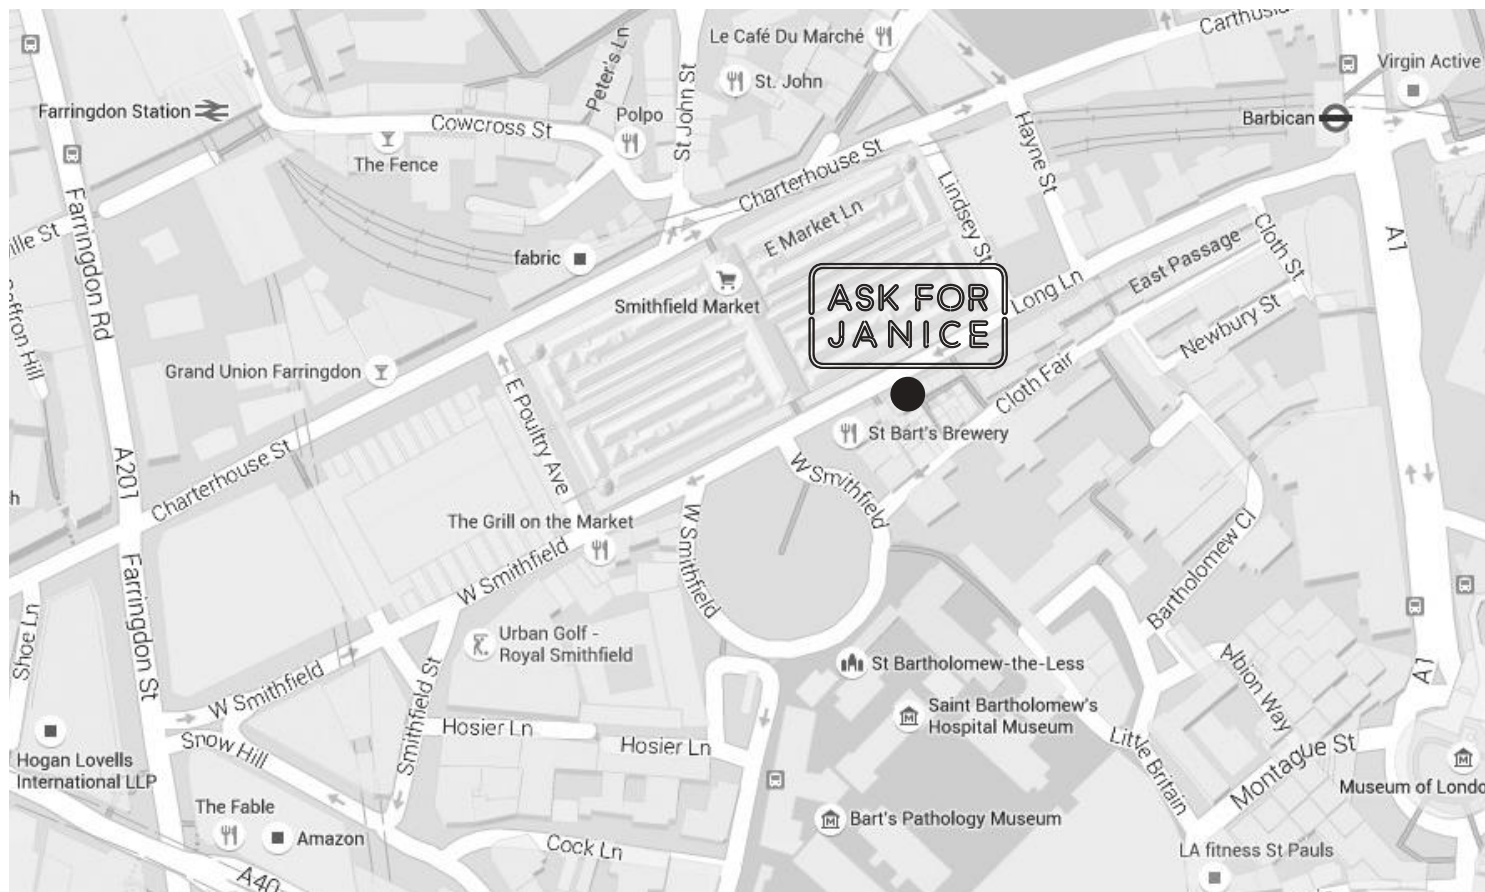 Carthusia
Le Café Du Marché
Virgin Active
St. John
Peter's Ln
St John St
Farringdon Station
Polpo
Barbican
Cowcross St
Hayne St
The Fence
Charterhouse St
Lindsey St
Farringdon Rd
E Market Ln
ille St
A1
Cloth St
East Passage
fabric
Smithfield Market
ASK FOR
JANICE
Long Ln
affron Hill
Newbury St
Grand Union Farringdon
Cloth Fair
E Poultry Ave
St Bart's Brewery
A201
Charterhouse St
W Smithfield
h
The Grill on the Market
W Smithfield
W Smithfield
Bartholomew Cl
Farringdon St
Shoe Ln
Urban Golf -
Royal Smithfield
St Bartholomew-the-Less
Albion Way
A1
W Smithfield
Smithfield St
Saint Bartholomew's
Hospital Museum
Hosier Ln
Hosier Ln
Snow Hill
Little Britain
Montague St
Hogan Lovells
International LLP
Museum of Londo
The Fable
Amazon
Bart's Pathology Museum
Cock Ln
LA fitness St Pauls
A40